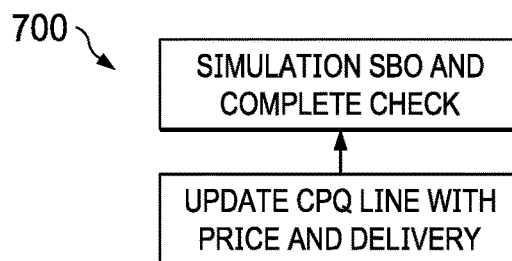 700
SIMULATION SBO AND
COMPLETE CHECK
UPDATE CPQ LINE WITH
PRICE AND DELIVERY